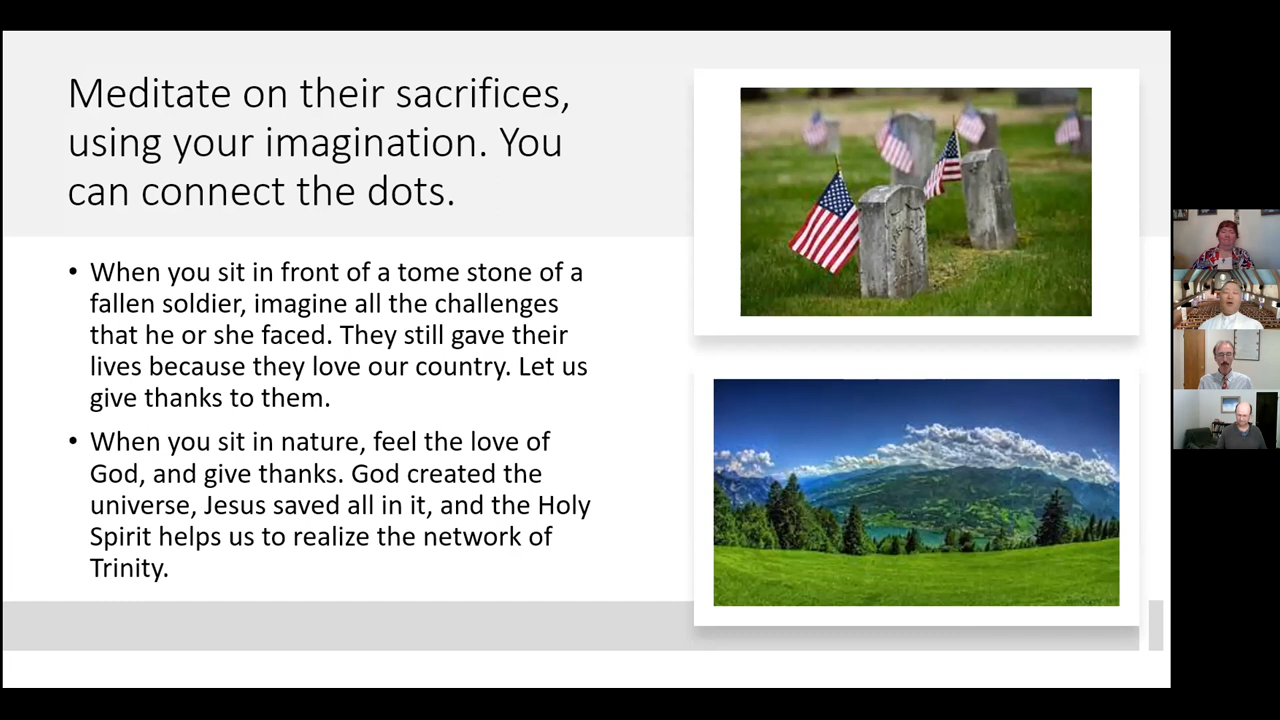 Meditate on their sacrifices,
using your imagination. You
can connect the dots.
• When you sit in front of a tome stone of a
fallen soldier, imagine all the challenges
that he or she faced. They still gave their
lives because they love our country. Let us
give thanks to them.
• When you sit in nature, feel the love of
God, and give thanks. God created the
universe, Jesus saved all in it, and the Holy
Spirit helps us to realize the network of
Trinity.